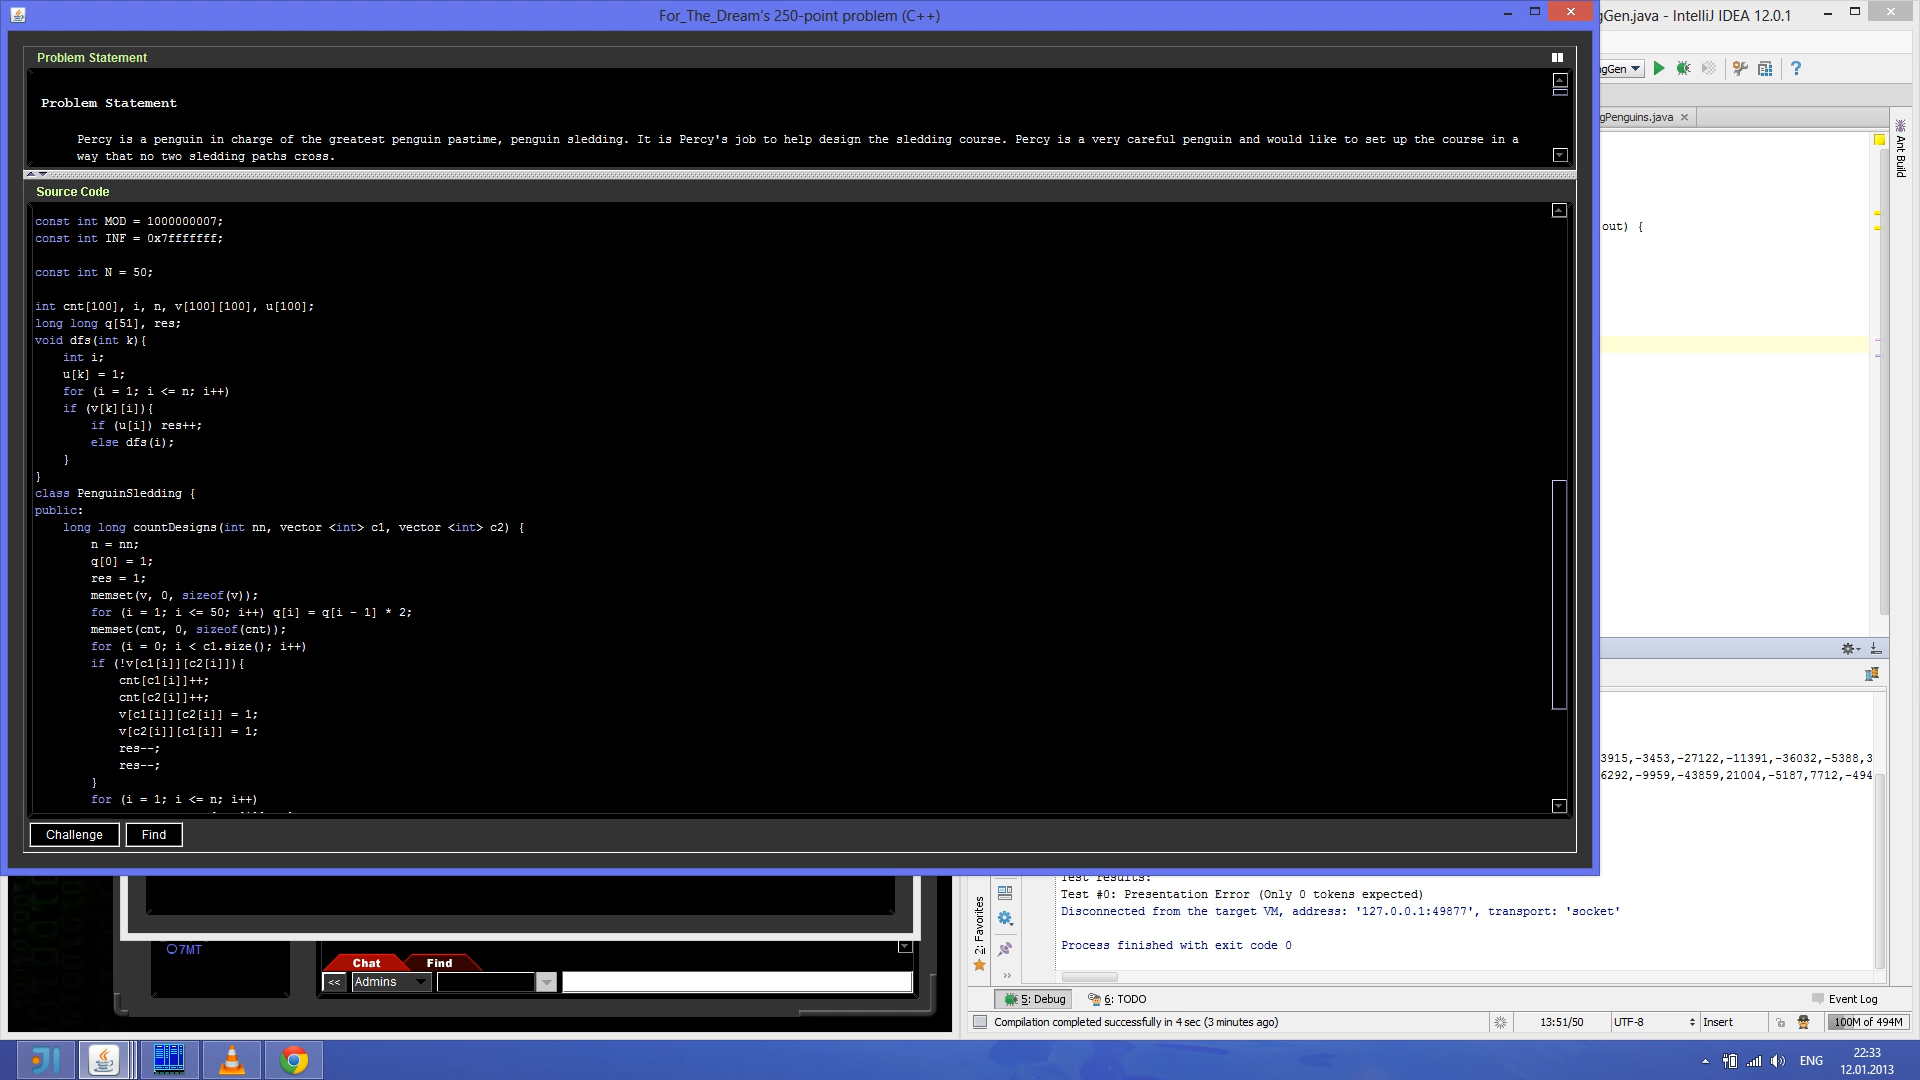 For_The_Dream's 250-point problem (C++)
gGen.java - IntelliJ IDEA 12.0.1
Problem Statement
Problem Statement
Percy is a penguin in charge of the greatest penguin pastime, penguin sledding. It is Percy's job to help design the sledding course. Percy is a very careful penguin and would like to set up the course in a
way that no two sledding paths cross.
Source Code
const int MOD = 1000000007;
const int INF = 0x7fffffff;
const int N = 50;
int cnt[100], i, n, v[100][100], u[100];
long long q[51], res;
void dfs(int k){
    int i;
    u[k] = 1;
    for (i = 1; i <= n; i++)
    if (v[k][i]){
        if (u[i]) res++;
        else dfs(i);
    }
}
class PenguinSledding {
public:
    long long countDesigns(int nn, vector <int> c1, vector <int> c2) {
        n = nn;
        q[0] = 1;
        res = 1;
        memset(v, 0, sizeof(v));
        for (i = 1; i <= 50; i++) q[i] = q[i - 1] * 2;
        memset(cnt, 0, sizeof(cnt));
        for (i = 0; i < c1.size(); i++)
        if (!v[c1[i]][c2[i]]){
            cnt[c1[i]]++;
            cnt[c2[i]]++;
            v[c1[i]][c2[i]] = 1;
            v[c2[i]][c1[i]] = 1;
            res--;
            res--;
        }
        for (i = 1; i <= n; i++)
Challenge
Find
ngGen
gPenguins.java
Ant Build
out) {
3915,-3453,-27122,-11391,-36032,-5388,3
6292,-9959,-43859,21004,-5187,7712,-494
Test results:
Test #0: Presentation Error (Only 0 tokens expected)
Disconnected from the target VM, address: '127.0.0.1:49877', transport: 'socket'
Process finished with exit code 0
2: Favorites
7MT
Chat
Find
<<
Admins
5: Debug
6: TODO
Event Log
Compilation completed successfully in 4 sec (3 minutes ago)
13:51/50
UTF-8
Insert
100M of 494M
ENG
22:33
12.01.2013